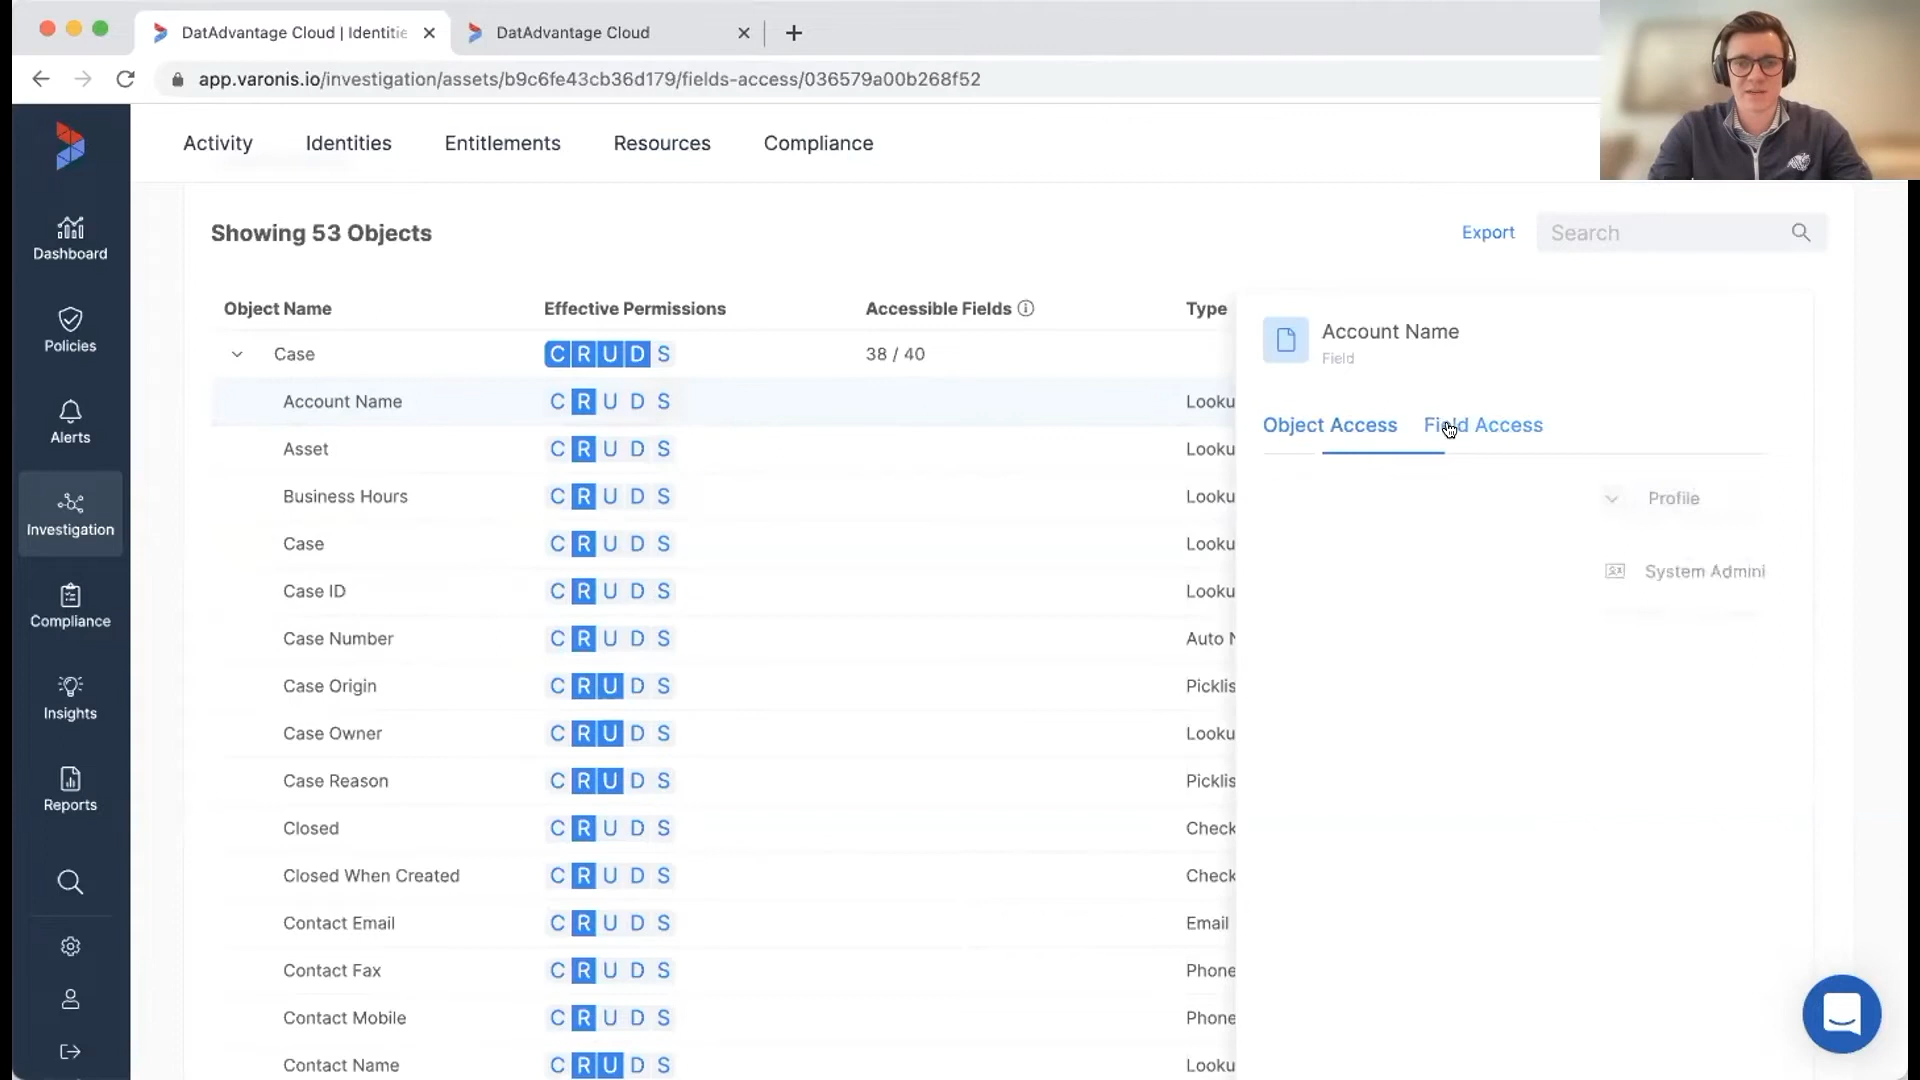 DatAdvantage Cloud | Identitie
DatAdvantage Cloud
app.varonis.io/investigation/assets/b9c6fe43cb36d179/fields-access/036579a00b268f52
Activity Identities Entitlements Resources Compliance
Dashboard
Policies
Alerts
Investigation
Compliance
Insights
Reports
Showing 53 Objects
Export
Search
Object Name Effective Permissions Accessible Fields Type
Case C R U D S 38 / 40
Account Name C R U D S Looku
Asset C R U D S Looku
Business Hours C R U D S Looku
Case C R U D S Looku
Case ID C R U D S Looku
Case Number C R U D S Auto N
Case Origin C R U D S Picklis
Case Owner C R U D S Looku
Case Reason C R U D S Picklis
Closed C R U D S Check
Closed When Created C R U D S Check
Contact Email C R U D S Email
Contact Fax C R U D S Phone
Contact Mobile C R U D S Phone
Contact Name C R U D S Looku
Account Name
Field
Object Access Field Access
Profile
System Admini